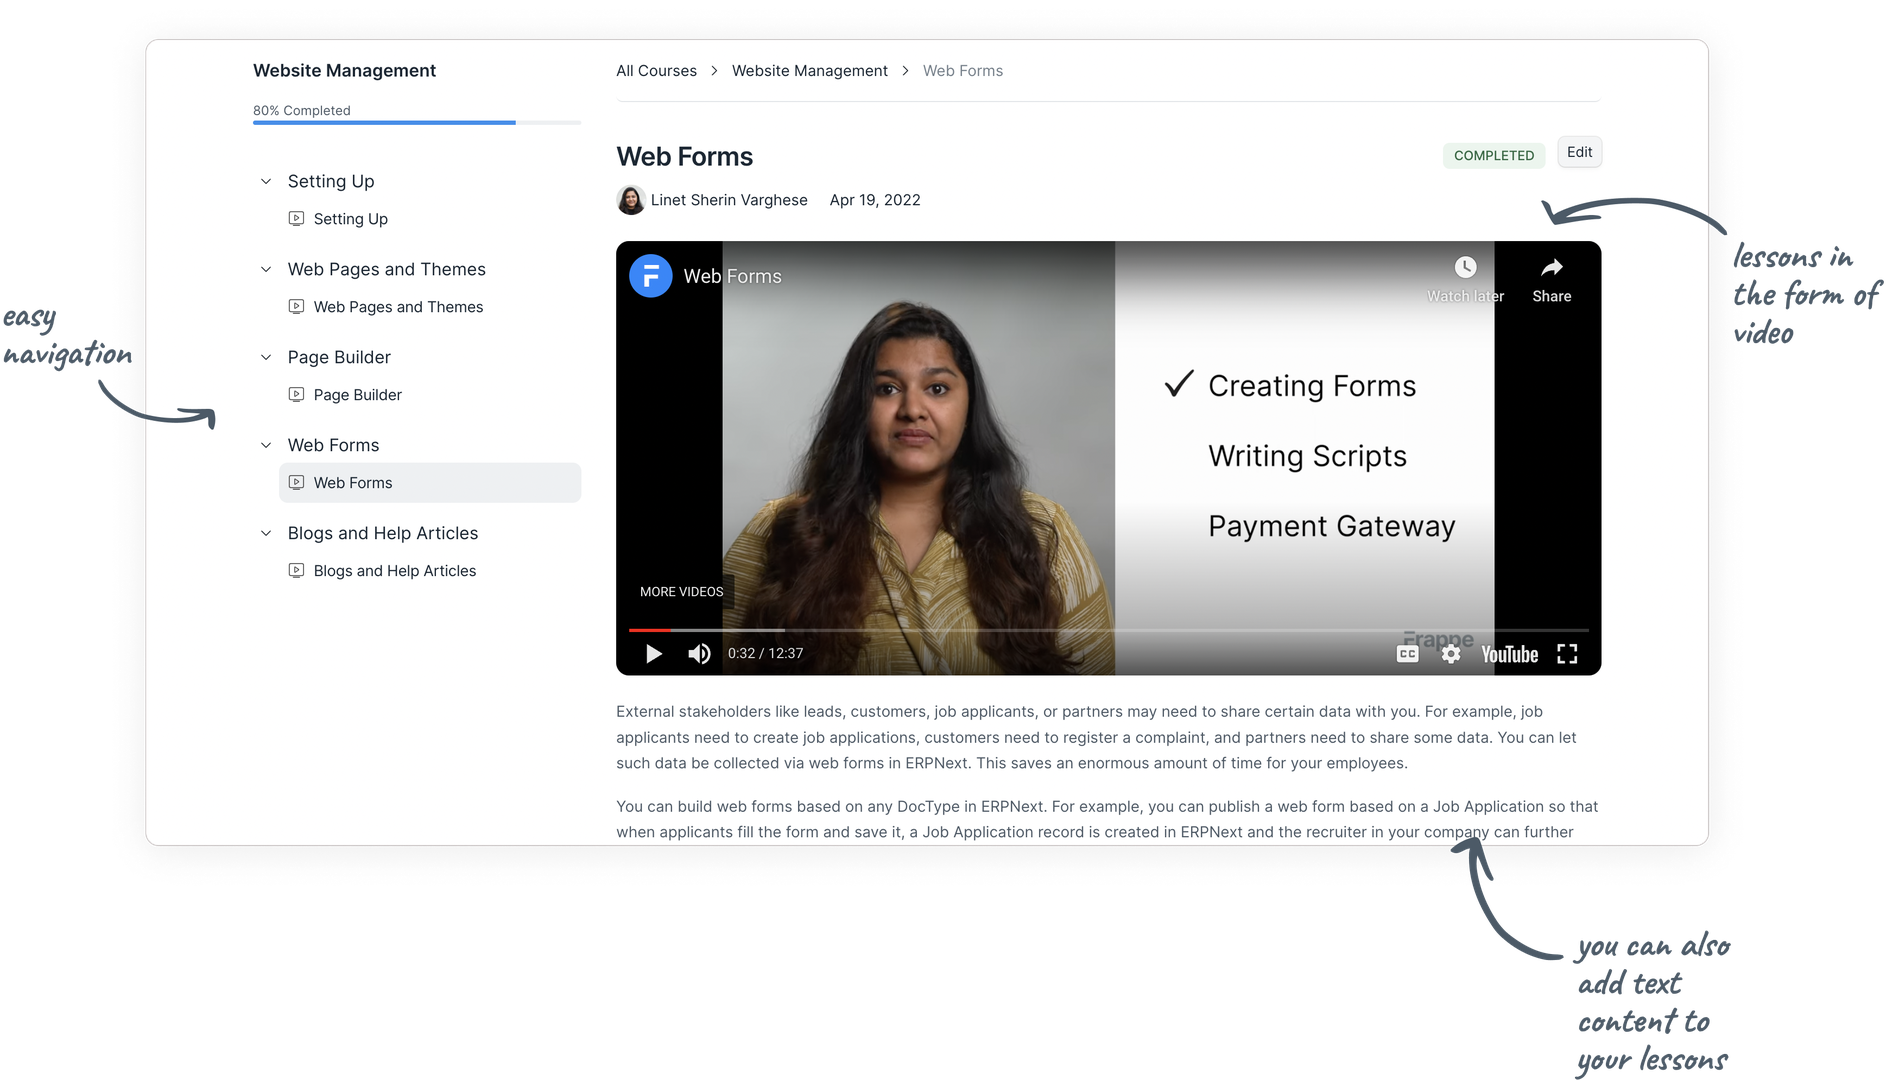 Website Management
80% Completed
Setting Up
Setting Up
Web Pages and Themes
Web Pages and Themes
Page Builder
Page Builder
Web Forms
Web Forms
Blogs and Help Articles
Blogs and Help Articles
easy
navigation
All Courses > Website Management > Web Forms
Web Forms
COMPLETED
Edit
Linet Sherin Varghese Apr 19, 2022
F
Web Forms
Watch later
Share
Creating Forms
Writing Scripts
Payment Gateway
MORE VIDEOS
Frappe
0:32 / 12:37
CC
YouTube
lessons in
the form of
video
External stakeholders like leads, customers, job applicants, or partners may need to share certain data with you. For example, job
applicants need to create job applications, customers need to register a complaint, and partners need to share some data. You can let
such data be collected via web forms in ERPNext. This saves an enormous amount of time for your employees.
You can build web forms based on any DocType in ERPNext. For example, you can publish a web form based on a Job Application so that
when applicants fill the form and save it, a Job Application record is created in ERPNext and the recruiter in your company can further
you can also
add text
content to
your lessons